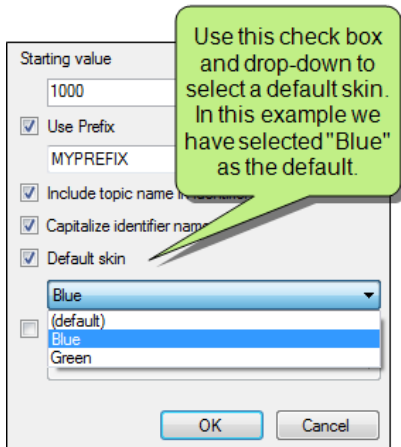 Use this check box
and drop-down to
select a default skin.
In this example we
have selected "Blue"
as the default.
Starting value
1000
Use Prefix
MYPREFIX
Include topic name in
Capitalize identifier name
Default skin
Blue
(default)
Blue
Green
OK
Cancel